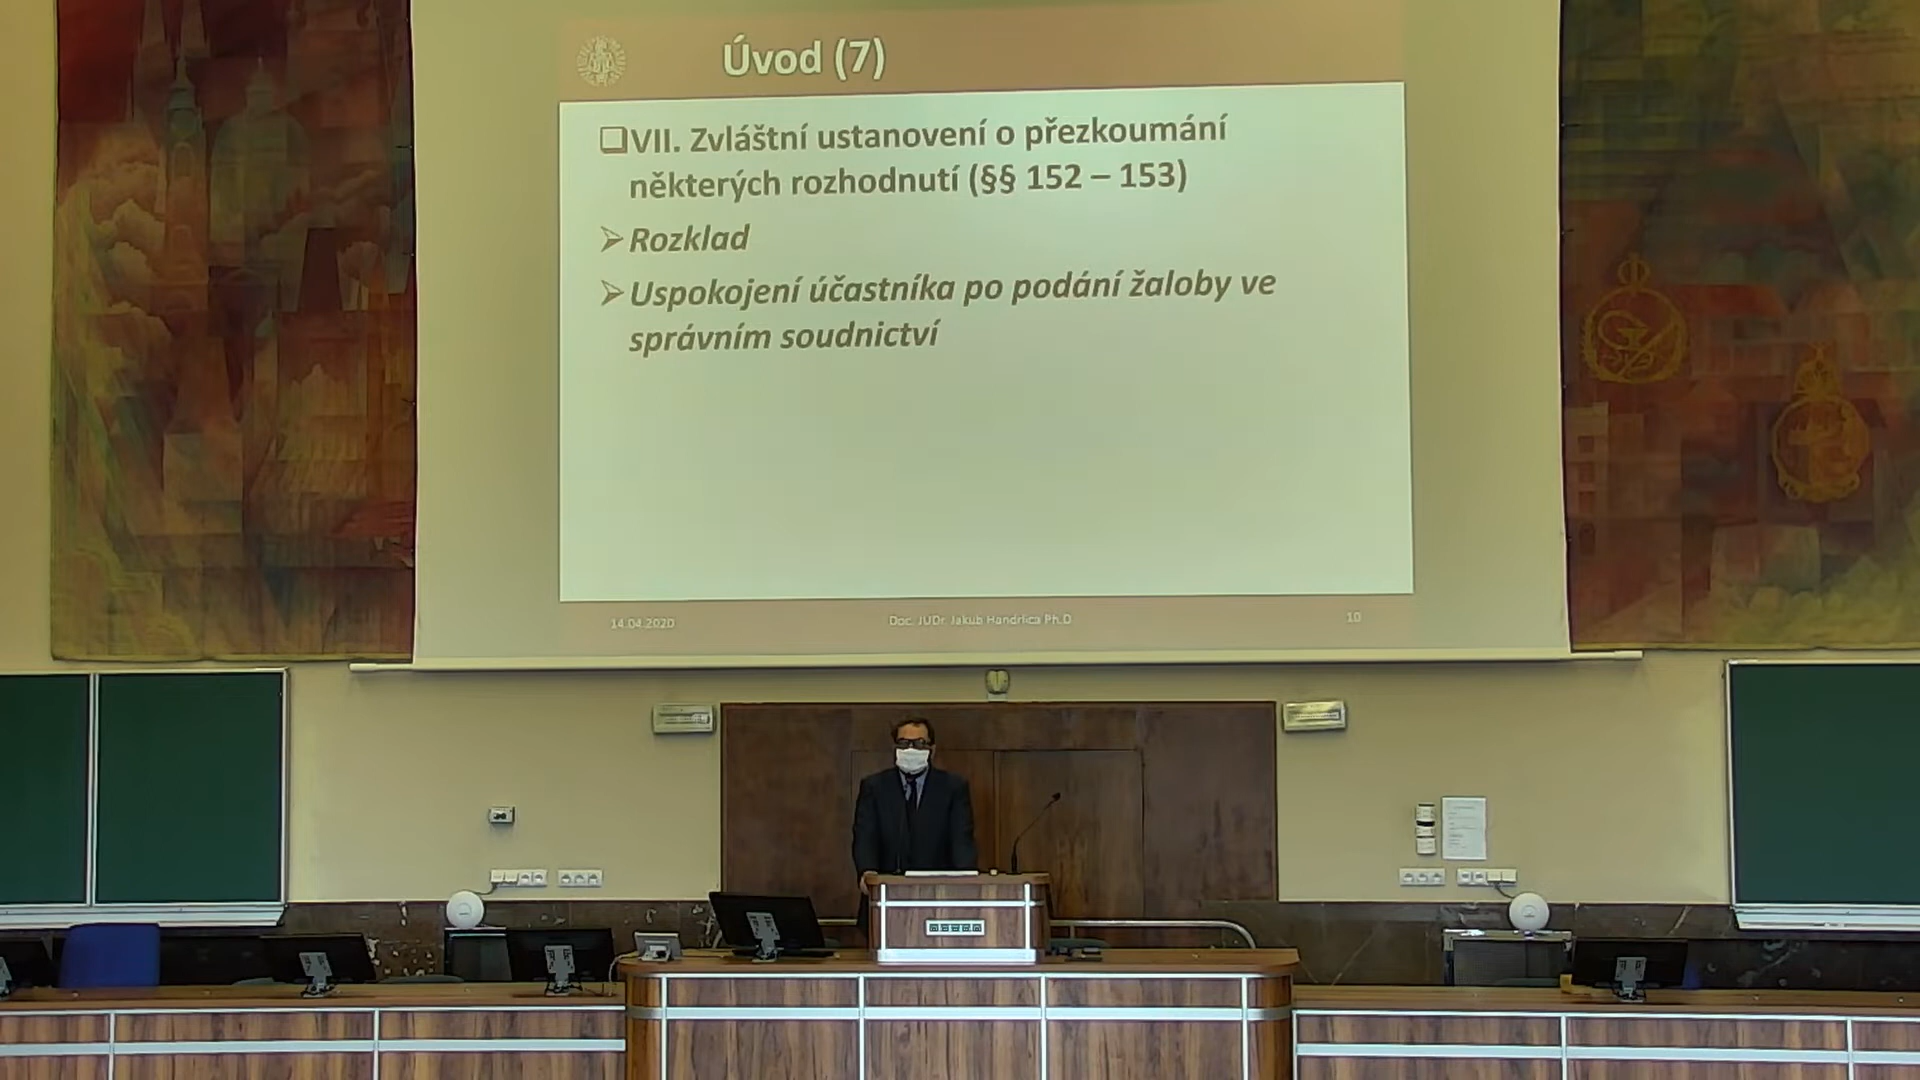 Úvod (7)
VII. Zvláštní ustanovení o přezkoumání
některých rozhodnutí (§§ 152 – 153)
Rozklad
Uspokojení účastníka po podání žaloby ve
správním soudnictví
14.04.2020
Doc. JUDr. Jakub Handrlica Ph.D
10